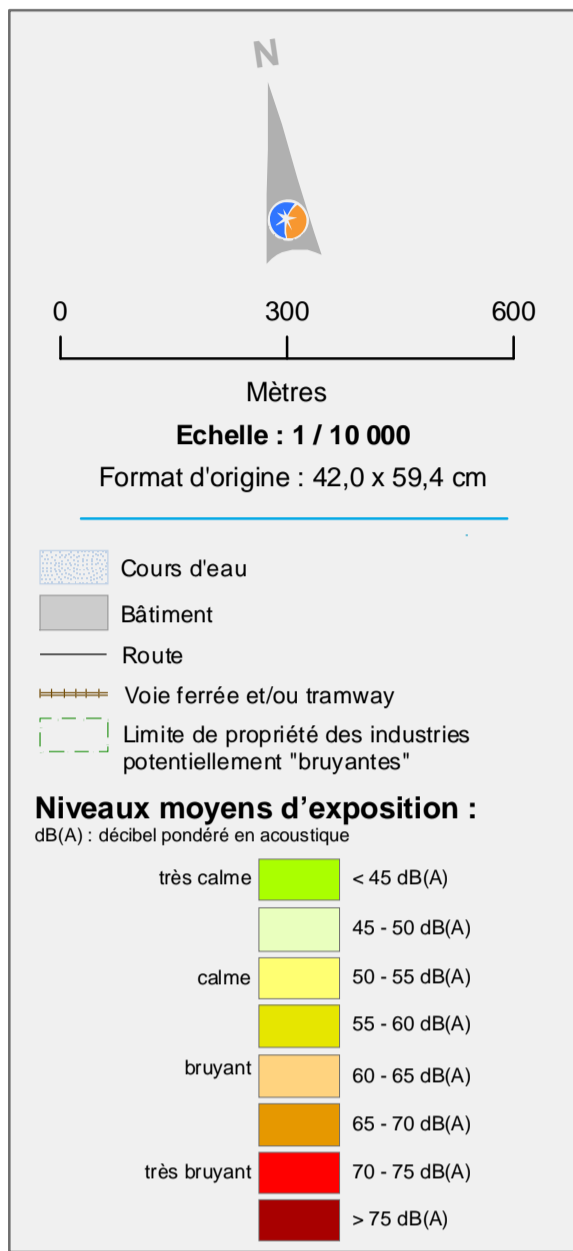 N
0 300 600
Mètres
Echelle : 1 / 10 000
Format d'origine : 42,0 x 59,4 cm
Cours d'eau
Bâtiment
Route
Voie ferrée et/ou tramway
Limite de propriété des industries
potentiellement "bruyantes"
Niveaux moyens d’exposition :
dB(A) : décibel pondéré en acoustique
très calme < 45 dB(A)
45 - 50 dB(A)
calme 50 - 55 dB(A)
55 - 60 dB(A)
bruyant 60 - 65 dB(A)
65 - 70 dB(A)
très bruyant 70 - 75 dB(A)
> 75 dB(A)